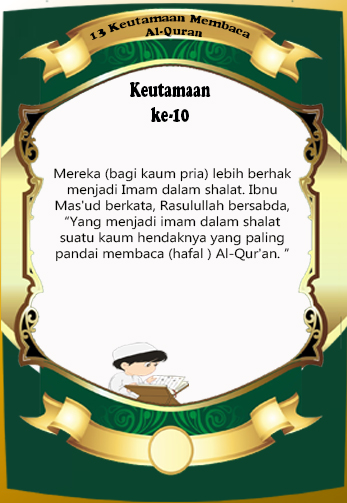 13 Keutamaan Membaca
Al-Quran
Keutamaan
ke-10
Mereka (bagi kaum pria) lebih berhak
menjadi Imam dalam shalat. Ibnu
Mas'ud berkata, Rasulullah bersabda,
“Yang menjadi imam dalam shalat
suatu kaum hendaknya yang paling
pandai membaca (hafal ) Al-Qur'an. ”